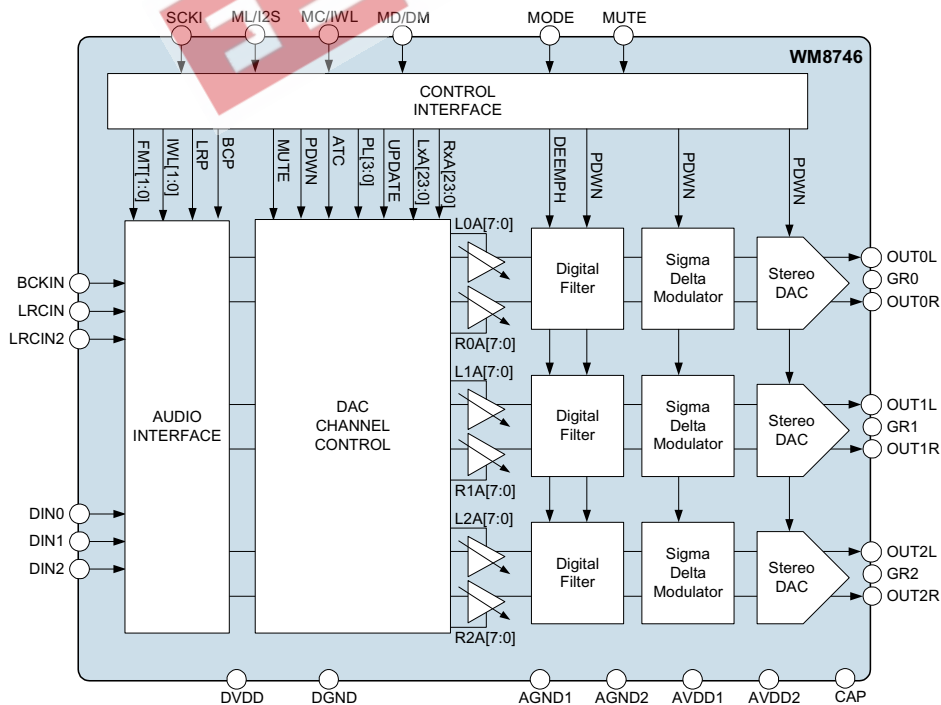 SCKI
ML/I2S
MC/IWL
MD/DM
MODE
MUTE
WM8746
CONTROL
INTERFACE
FMT[1:0]
IWL[1:0]
LRP
BCP
MUTE
PDWN
ATC
PL[3:0]
UPDATE
LxA[23:0]
RxA[23:0]
DEEMPH
PDWN
PDWN
PDWN
BCKIN
LRCIN
LRCIN2
DIN0
DIN1
DIN2
AUDIO
INTERFACE
DAC
CHANNEL
CONTROL
L0A[7:0]
R0A[7:0]
Digital
Filter
Sigma
Delta
Modulator
Stereo
DAC
OUT0L
GR0
OUT0R
L1A[7:0]
R1A[7:0]
Digital
Filter
Sigma
Delta
Modulator
Stereo
DAC
OUT1L
GR1
OUT1R
L2A[7:0]
R2A[7:0]
Digital
Filter
Sigma
Delta
Modulator
Stereo
DAC
OUT2L
GR2
OUT2R
DVDD
DGND
AGND1
AGND2
AVDD1
AVDD2
CAP